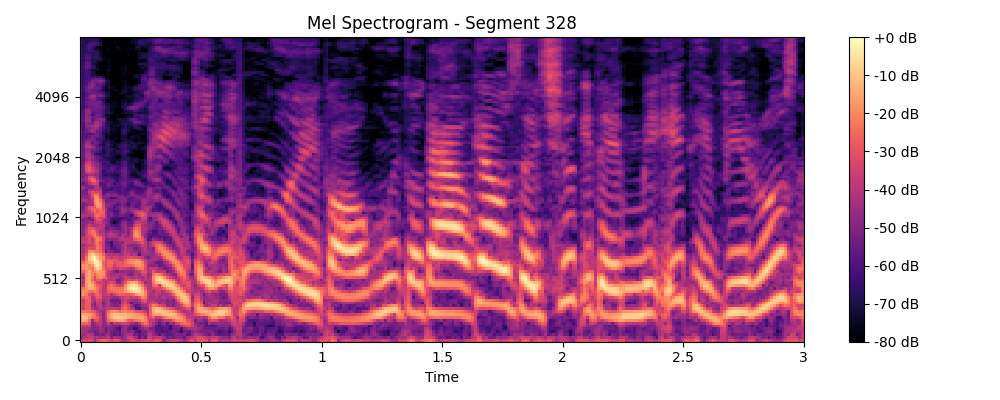 Mel Spectrogram - Segment 328
Frequency
4096
2048
1024
512
0
0
0.5
1
1.5
2
2.5
3
Time
+0 dB
-10 dB
-20 dB
-30 dB
-40 dB
-50 dB
-60 dB
-70 dB
-80 dB